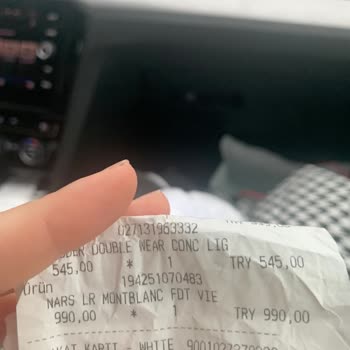 027131963332
DOUBLE WEAR CONC LIG
545,00 * 1 TRY 545,00
Ürün 194251070483
NARS LR MONTBLANC FDT VIE
990,00 * 1 TRY 990,00
KARTI - WHITE